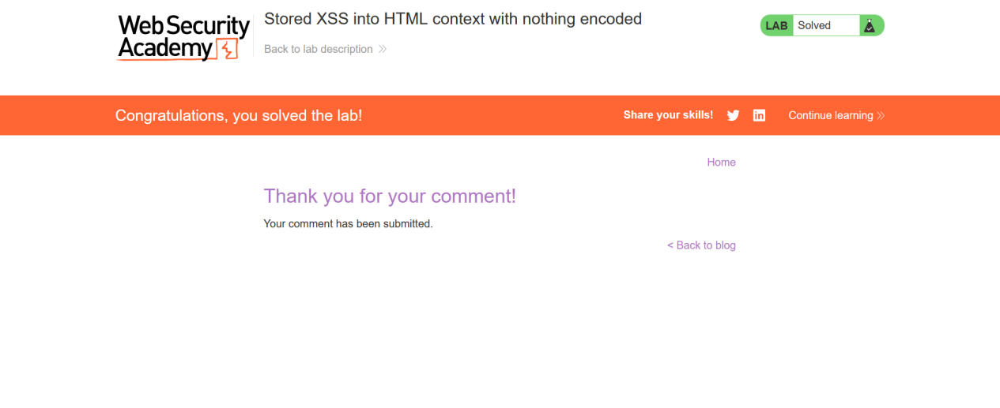 Web Security
Academy
Stored XSS into HTML context with nothing encoded
Back to lab description
LAB Solved
Congratulations, you solved the lab!
Share your skills! in Continue learning
Home
Thank you for your comment!
Your comment has been submitted.
< Back to blog